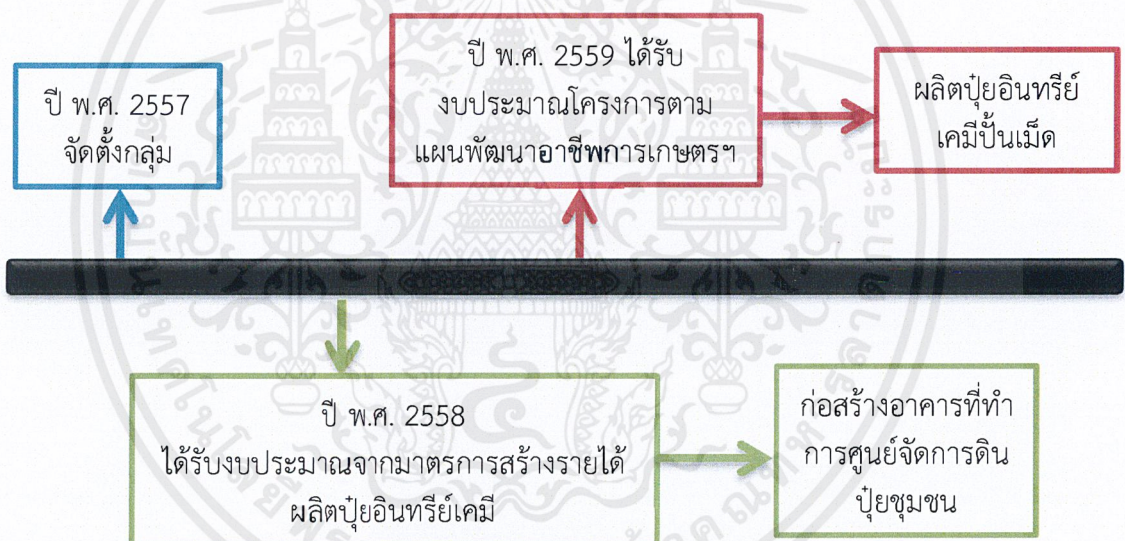 ปี พ.ศ. 2557
จัดตั้งกลุ่ม
ปี พ.ศ. 2559 ได้รับ
งบประมาณโครงการตาม
แผนพัฒนาอาชีพการเกษตรฯ
ผลิตปุ๋ยอินทรีย์
เคมีปั้นเม็ด
ปี พ.ศ. 2558
ได้รับงบประมาณจากมาตรการสร้างรายได้
ผลิตปุ๋ยอินทรีย์เคมี
ก่อสร้างอาคารที่ทำ
การศูนย์จัดการดิน
ปุ๋ยชุมชน